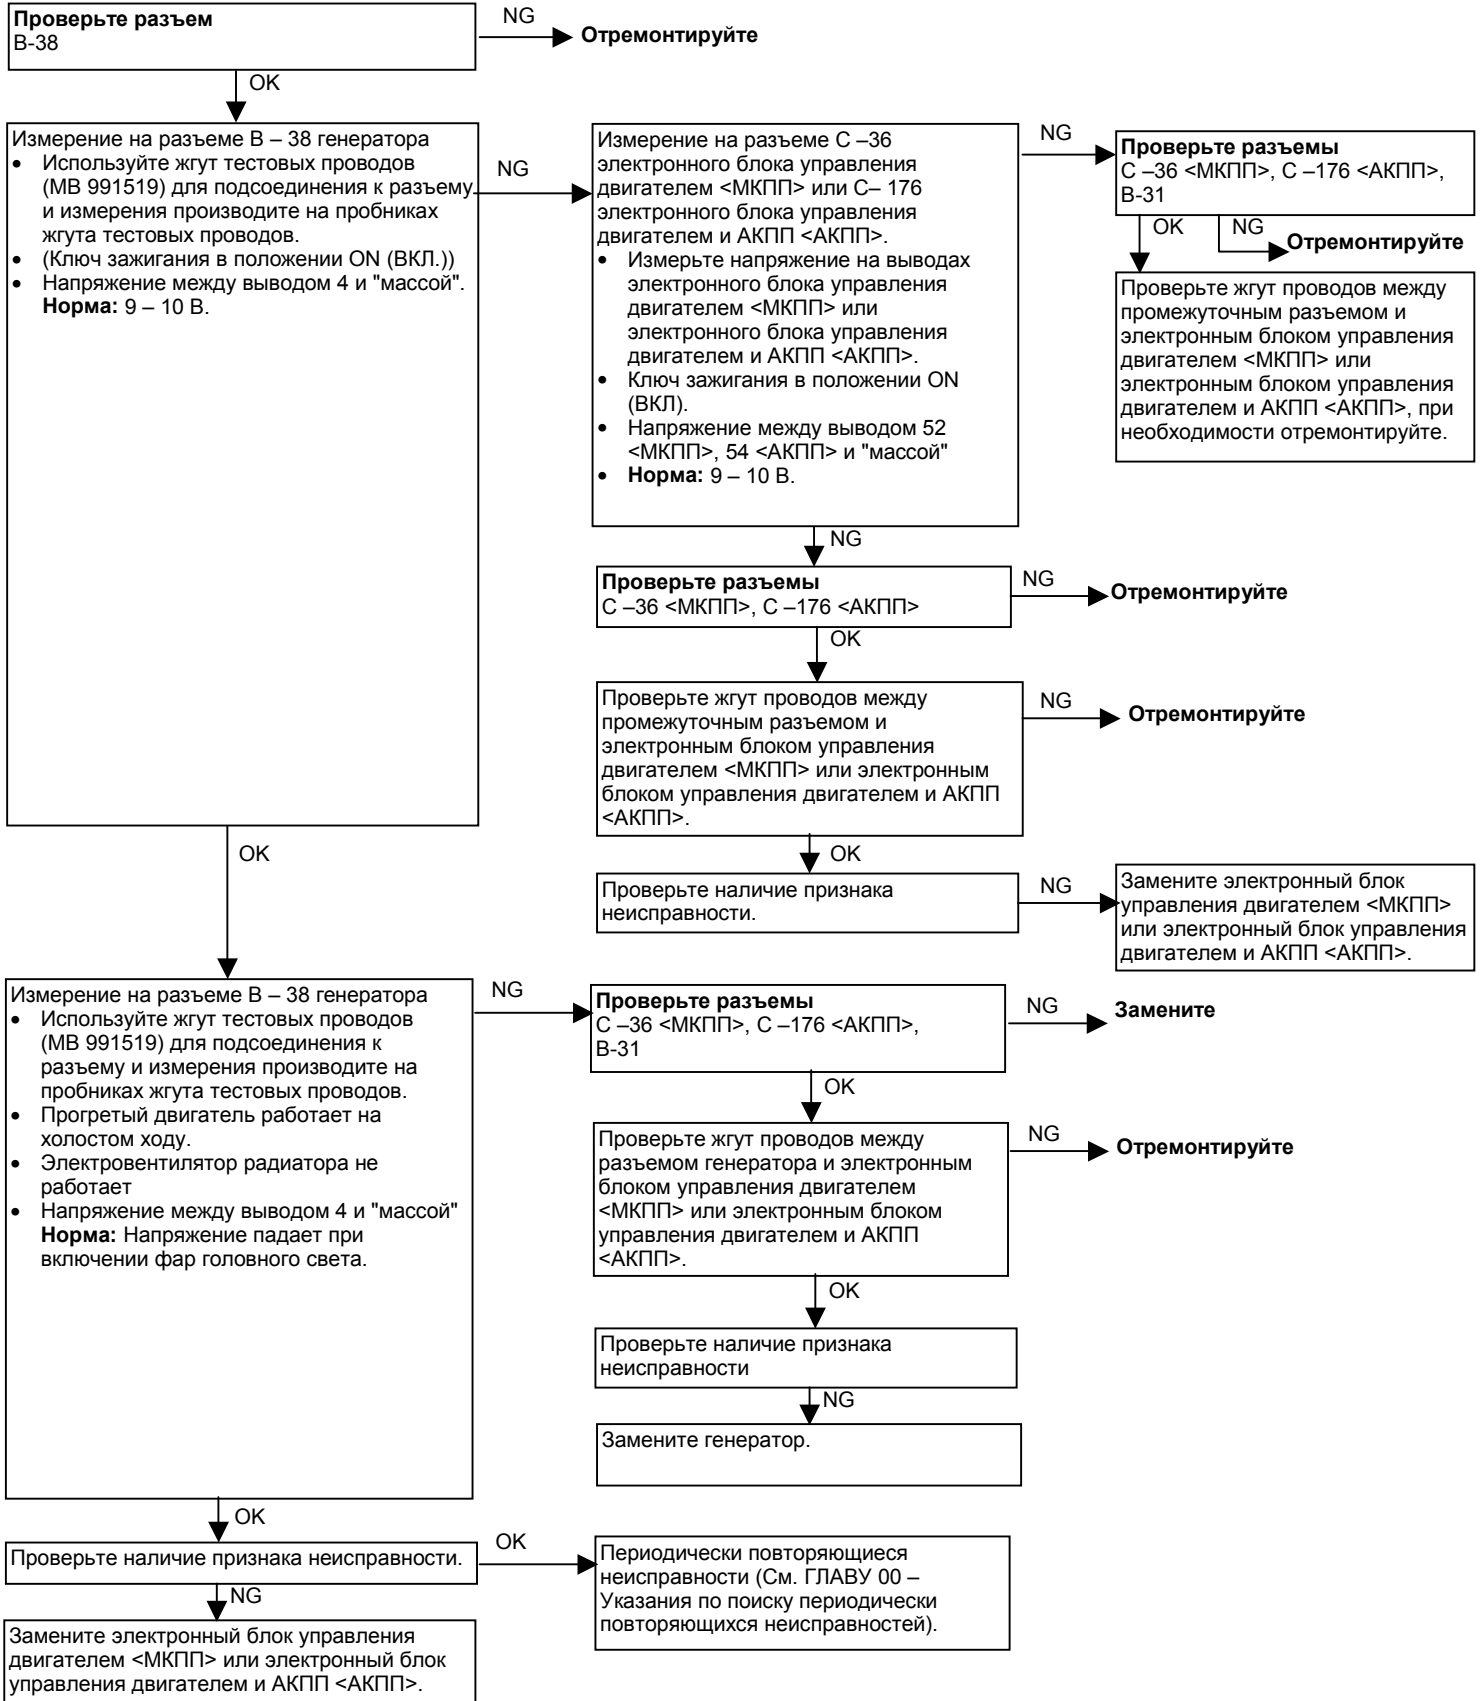 Проверьте разъем
B-38
NG
Отремонтируйте
OK
Измерение на разъеме В – 38 генератора
• Используйте жгут тестовых проводов
(MB 991519) для подсоединения к разъему
и измерения производите на пробниках
жгута тестовых проводов.
• (Ключ зажигания в положении ON (ВКЛ.))
• Напряжение между выводом 4 и "массой".
Норма: 9 – 10 В.
NG
Измерение на разъеме С –36
электронного блока управления
двигателем <МКПП> или С– 176
электронного блока управления
двигателем и АКПП <АКПП>.
• Измерьте напряжение на выводах
электронного блока управления
двигателем <МКПП> или
электронного блока управления
двигателем и АКПП <АКПП>.
• Ключ зажигания в положении ON
(ВКЛ).
• Напряжение между выводом 52
<МКПП>, 54 <АКПП> и "массой"
• Норма: 9 – 10 В.
NG
Проверьте разъемы
С –36 <МКПП>, С –176 <АКПП>,
В-31
OK
NG
Отремонтируйте
Проверьте жгут проводов между
промежуточным разъемом и
электронным блоком управления
двигателем <МКПП> или
электронным блоком управления
двигателем и АКПП <АКПП>, при
необходимости отремонтируйте.
NG
Проверьте разъемы
С –36 <МКПП>, С –176 <АКПП>
NG
Отремонтируйте
OK
Проверьте жгут проводов между
промежуточным разъемом и
электронным блоком управления
двигателем <МКПП> или электронным
блоком управления двигателем и АКПП
<АКПП>.
NG
Отремонтируйте
OK
Проверьте наличие признака
неисправности.
NG
Замените электронный блок
управления двигателем <МКПП>
или электронный блок управления
двигателем и АКПП <АКПП>.
OK
Измерение на разъеме В – 38 генератора
• Используйте жгут тестовых проводов
(MB 991519) для подсоединения к
разъему и измерения производите на
пробниках жгута тестовых проводов.
• Прогретый двигатель работает на
холостом ходу.
• Электровентилятор радиатора не
работает
• Напряжение между выводом 4 и "массой"
Норма: Напряжение падает при
включении фар головного света.
NG
Проверьте разъемы
С –36 <МКПП>, С –176 <АКПП>,
В-31
NG
Замените
OK
Проверьте жгут проводов между
разъемом генератора и электронным
блоком управления двигателем
<МКПП> или электронным блоком
управления двигателем и АКПП
<АКПП>.
NG
Отремонтируйте
OK
Проверьте наличие признака
неисправности
NG
Замените генератор.
OK
Проверьте наличие признака неисправности.
OK
Периодически повторяющиеся
неисправности (См. ГЛАВУ 00 –
Указания по поиску периодически
повторяющихся неисправностей).
NG
Замените электронный блок управления
двигателем <МКПП> или электронный блок
управления двигателем и АКПП <АКПП>.